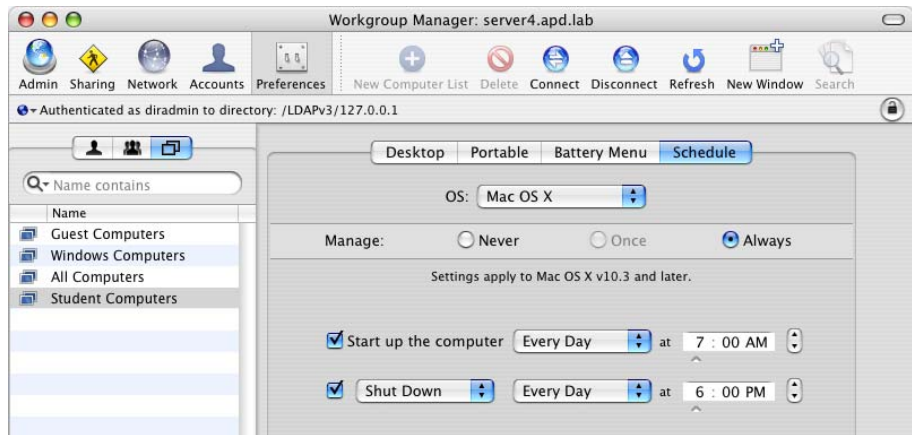 Workgroup Manager: server4.apd.lab
Admin Sharing Network Accounts Preferences New Computer List Delete Connect Disconnect Refresh New Window Search
Authenticated as diradmin to directory: /LDAPv3/127.0.0.1
Desktop Portable Battery Menu Schedule
Name contains
OS: Mac OS X
Name
Guest Computers
Manage: Never Once Always
Windows Computers
All Computers
Settings apply to Mac OS X v10.3 and later.
Student Computers
Start up the computer Every Day at 7 : 00 AM
Shut Down Every Day at 6 : 00 PM